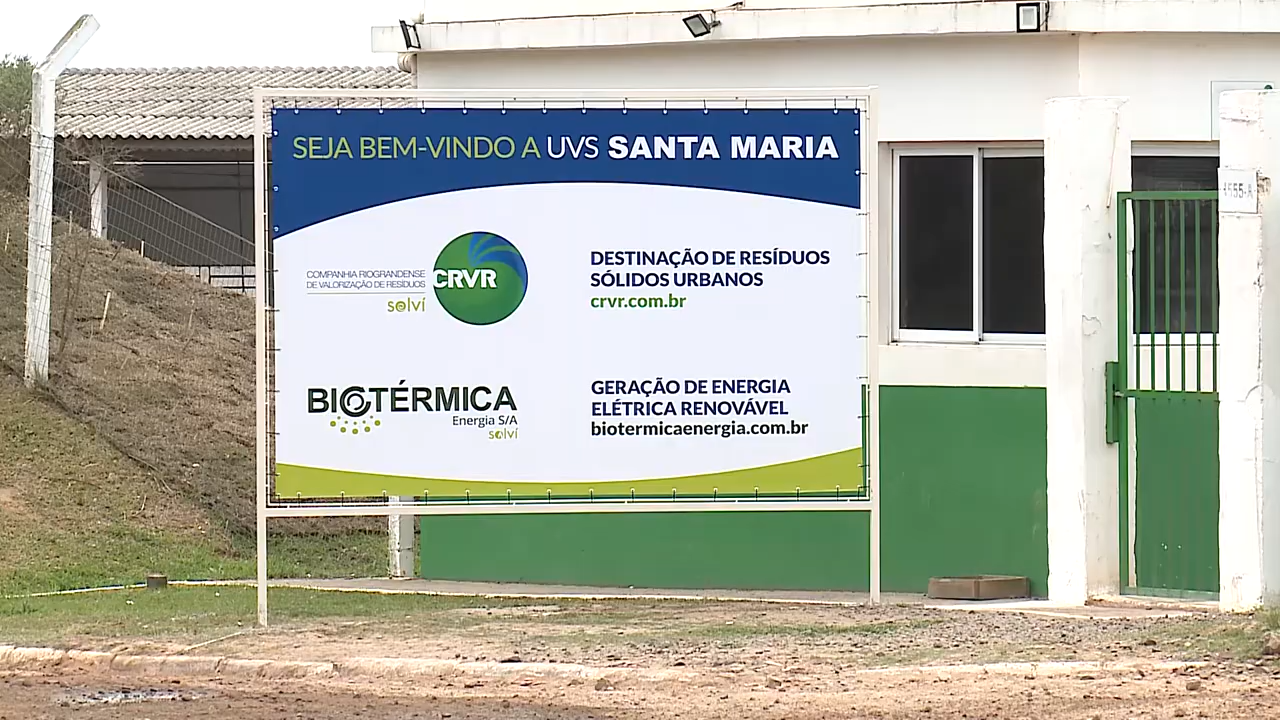 SEJA BEM-VINDO A UVS SANTA MARIA
COMPANHIA RIOGRANDENSE
DE VALORIZAÇÃO DE RESÍDUOS
solví
CRVR
DESTINAÇÃO DE RESÍDUOS
SÓLIDOS URBANOS
crvr.com.br
BIOTÉRMICA
Energia S/A
solví
GERAÇÃO DE ENERGIA
ELÉTRICA RENOVÁVEL
biotermicaenergia.com.br